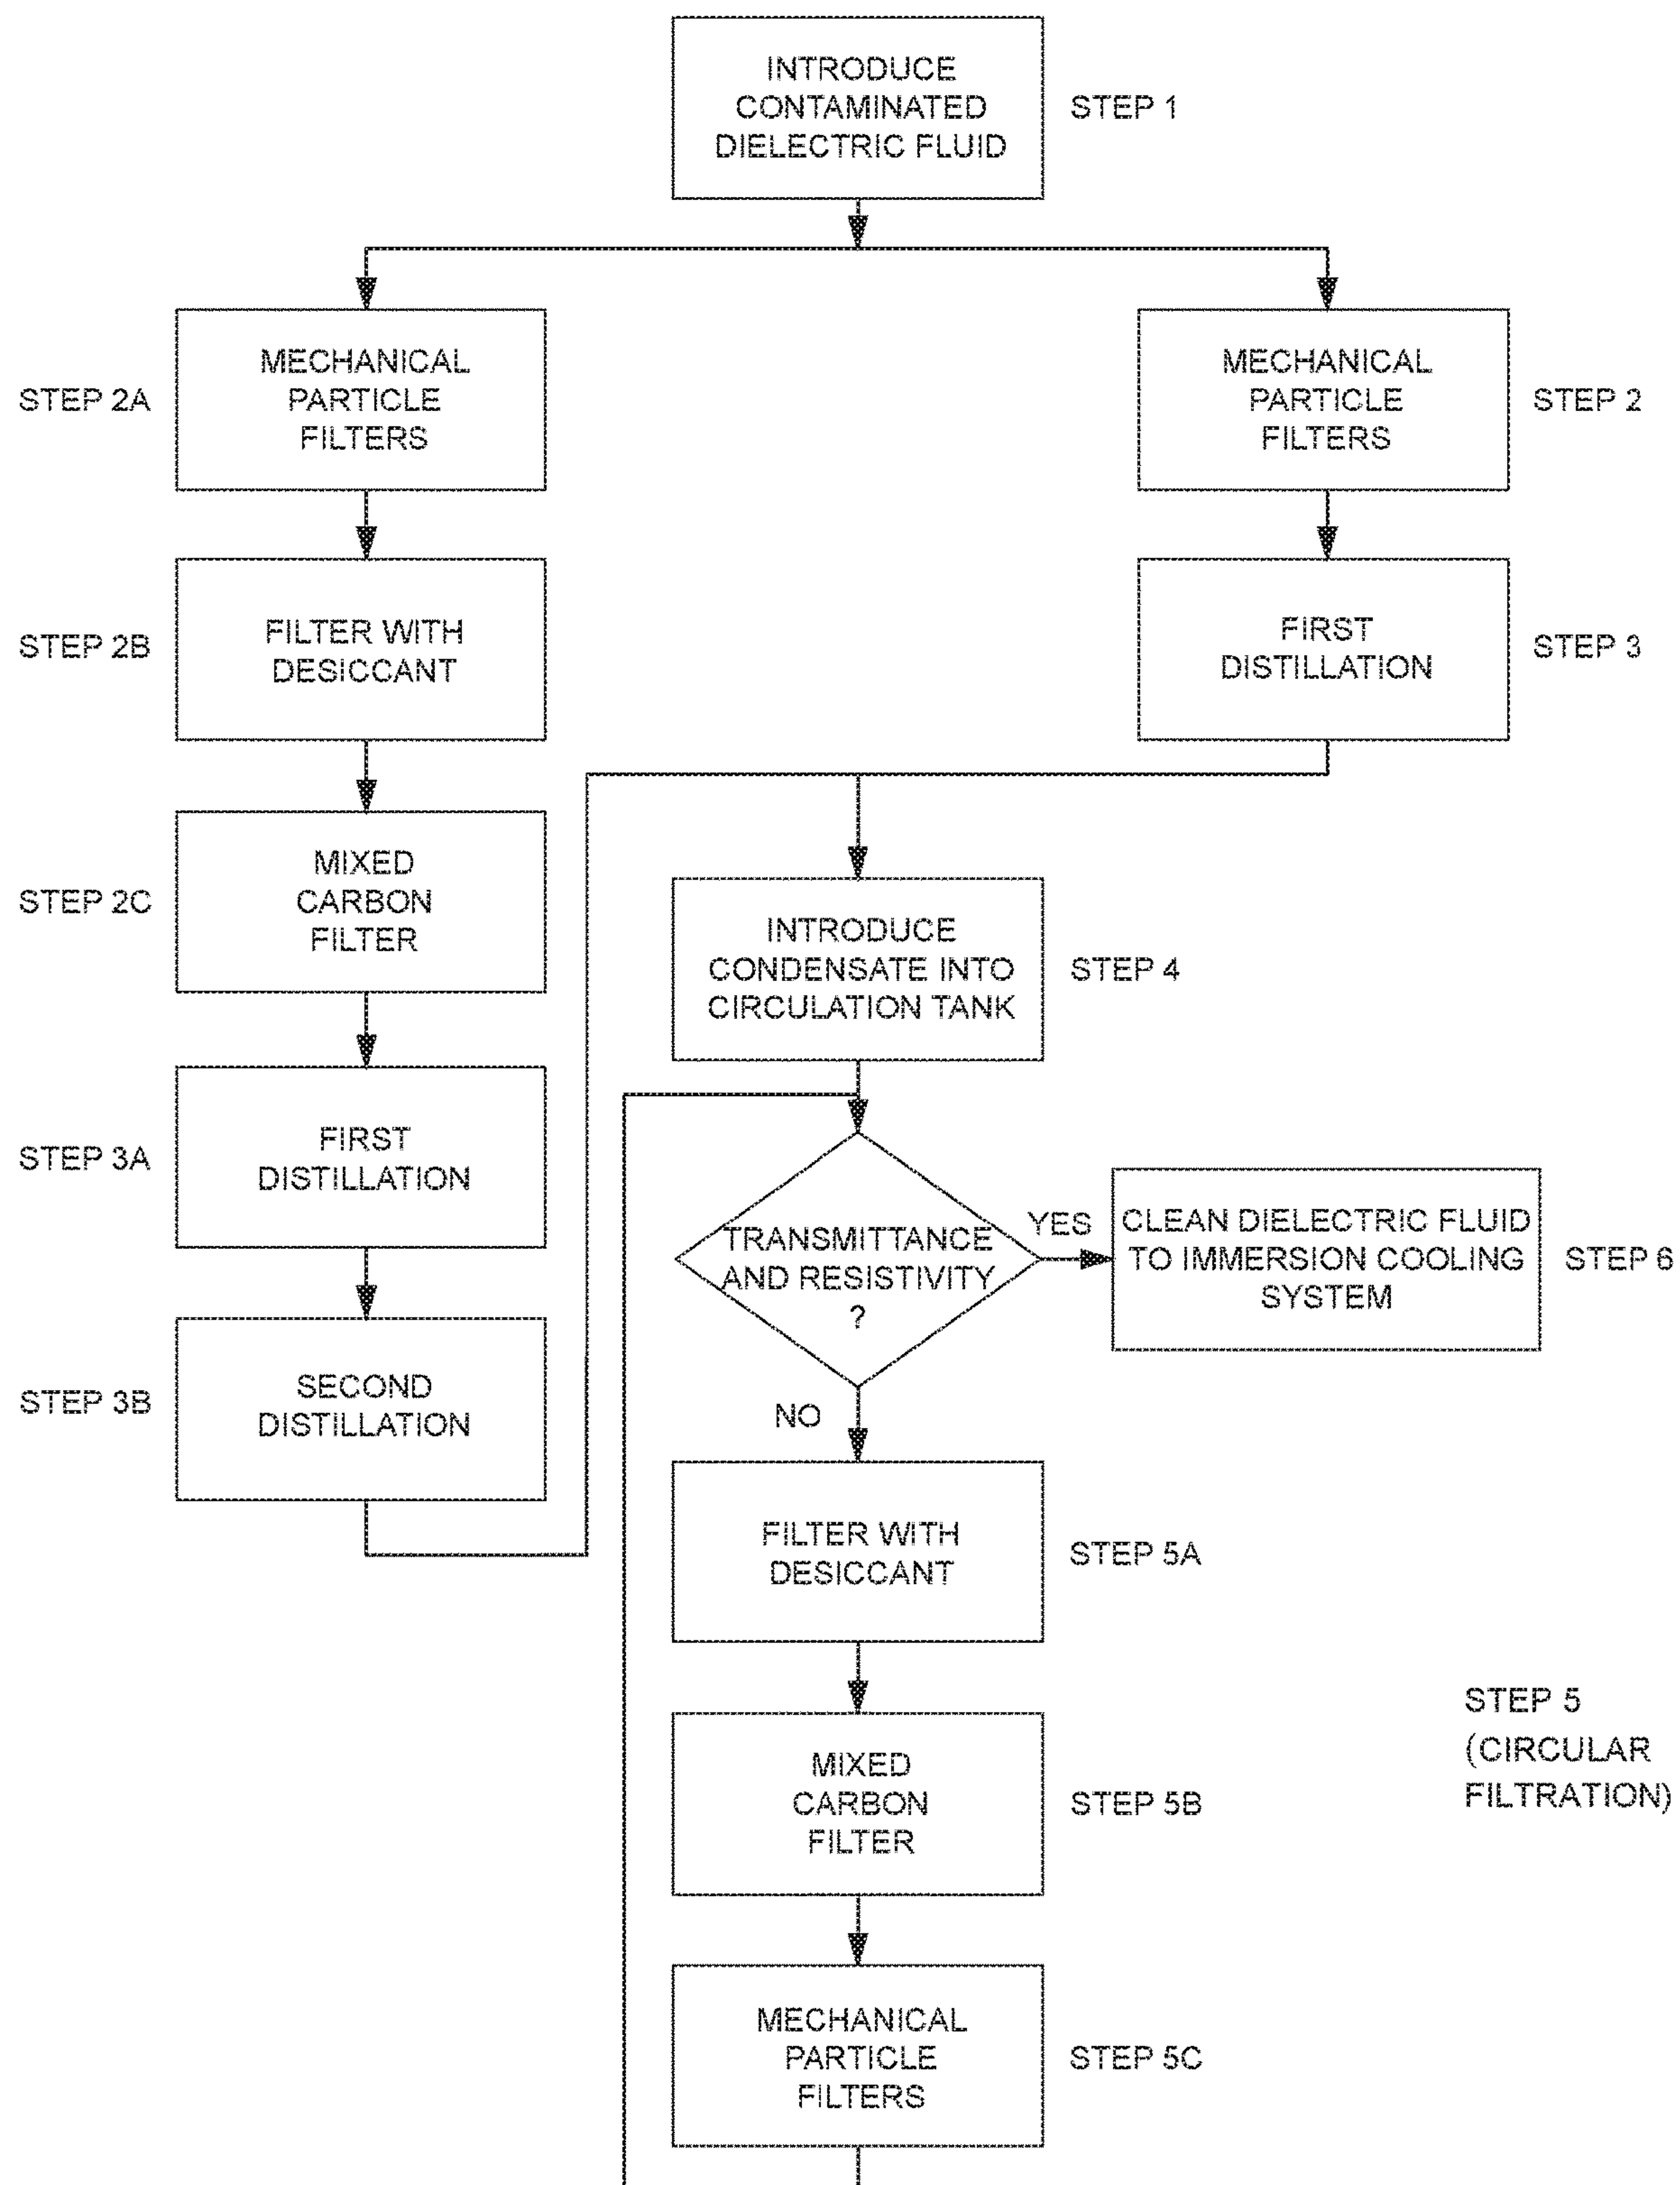 INTRODUCE
CONTAMINATED
DIELECTRIC FLUID
STEP 1
STEP 2A
MECHANICAL
PARTICLE
FILTERS
MECHANICAL
PARTICLE
FILTERS
STEP 2
STEP 2B
FILTER WITH
DESICCANT
FIRST
DISTILLATION
STEP 3
STEP 2C
MIXED
CARBON
FILTER
INTRODUCE
CONDENSATE INTO
CIRCULATION TANK
STEP 4
STEP 3A
FIRST
DISTILLATION
TRANSMITTANCE
AND RESISTIVITY
?
YES
CLEAN DIELECTRIC FLUID
TO IMMERSION COOLING
SYSTEM
STEP 6
STEP 3B
SECOND
DISTILLATION
NO
FILTER WITH
DESICCANT
STEP 5A
MIXED
CARBON
FILTER
STEP 5B
STEP 5
(CIRCULAR
FILTRATION)
MECHANICAL
PARTICLE
FILTERS
STEP 5C